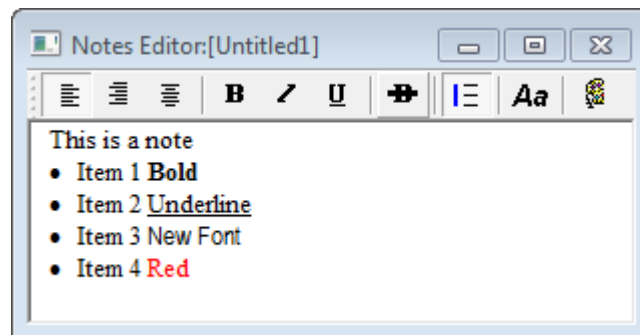 Notes Editor:[Untitled1]
B I U B Aa
This is a note
• Item 1 Bold
• Item 2 Underline
• Item 3 New Font
• Item 4 Red